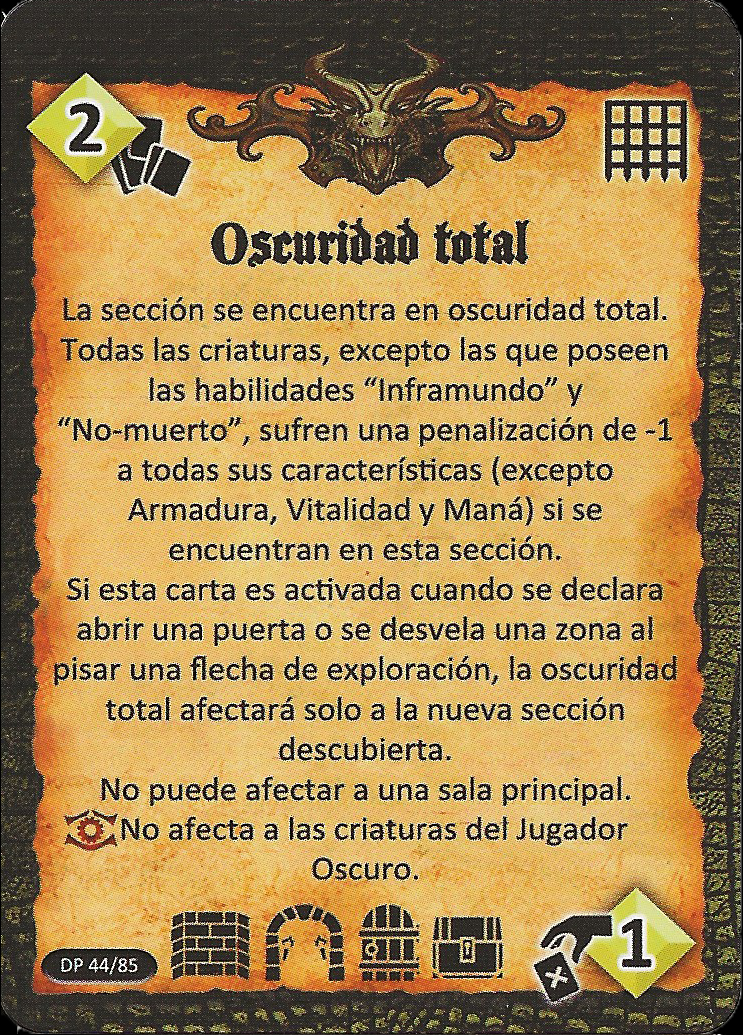 2
Oscuridad total
La sección se encuentra en oscuridad total.
Todas las criaturas, excepto las que poseen
las habilidades “Inframundo” y
“No-muerto”, sufren una penalización de -1
a todas sus características (excepto
Armadura, Vitalidad y Maná) si se
encuentran en esta sección.
Si esta carta es activada cuando se declara
abrir una puerta o se desvela una zona al
pisar una flecha de exploración, la oscuridad
total afectará solo a la nueva sección
descubierta.
No puede afectar a una sala principal.
No afecta a las criaturas del Jugador
Oscuro.
DP 44/85
1